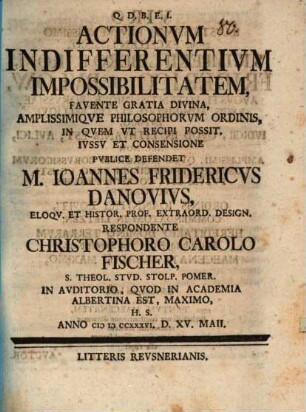 Q. D. B. E. I.
ACTIONVM
INDIFFERENTIVM
IMPOSSIBILITATEM,
FAVENTE GRATIA DIVINA,
AMPLISSIMIQVE PHILOSOPHORVM ORDINIS,
IN QVEM VT RECIPI POSSIT,
IVSSV ET CONSENSIONE
PVBLICE DEFENDET
M. IOANNES FRIDERICVS
DANOVIVS,
ELOQV. ET HISTOR. PROF. EXTRAORD. DESIGN.
RESPONDENTE
CHRISTOPHORO CAROLO
FISCHER,
S. THEOL. STVD. STOLP. POMER.
IN AVDITORIO, QVOD IN ACADEMIA
ALBERTINA EST, MAXIMO,
H. S.
ANNO CIↃ IↃ CCXXXVI. D. XV. MAII.
LITTERIS REVSNERIANIS.